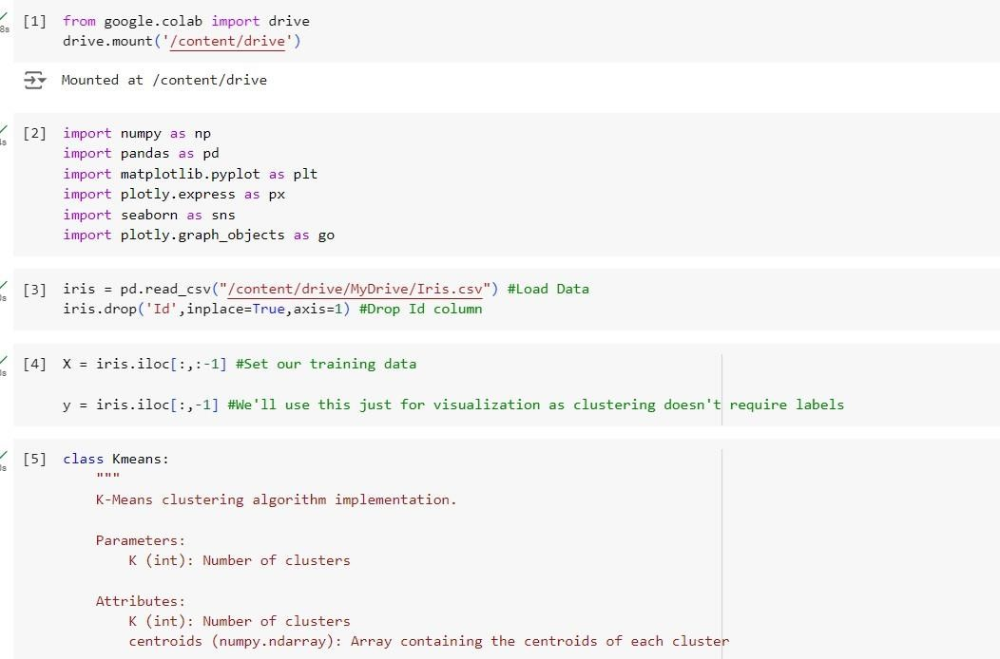 [1] from google.colab import drive
drive.mount('/content/drive')
Mounted at /content/drive
[2] import numpy as np
import pandas as pd
import matplotlib.pyplot as plt
import plotly.express as px
import seaborn as sns
import plotly.graph_objects as go
[3] iris = pd.read_csv("/content/drive/MyDrive/Iris.csv") #Load Data
iris.drop('Id',inplace=True,axis=1) #Drop Id column
[4] X = iris.iloc[:,:-1] #Set our training data
y = iris.iloc[:,-1] #We'll use this just for visualization as clustering doesn't require labels
[5] class Kmeans:
"""
K-Means clustering algorithm implementation.
Parameters:
K (int): Number of clusters
Attributes:
K (int): Number of clusters
centroids (numpy.ndarray): Array containing the centroids of each cluster